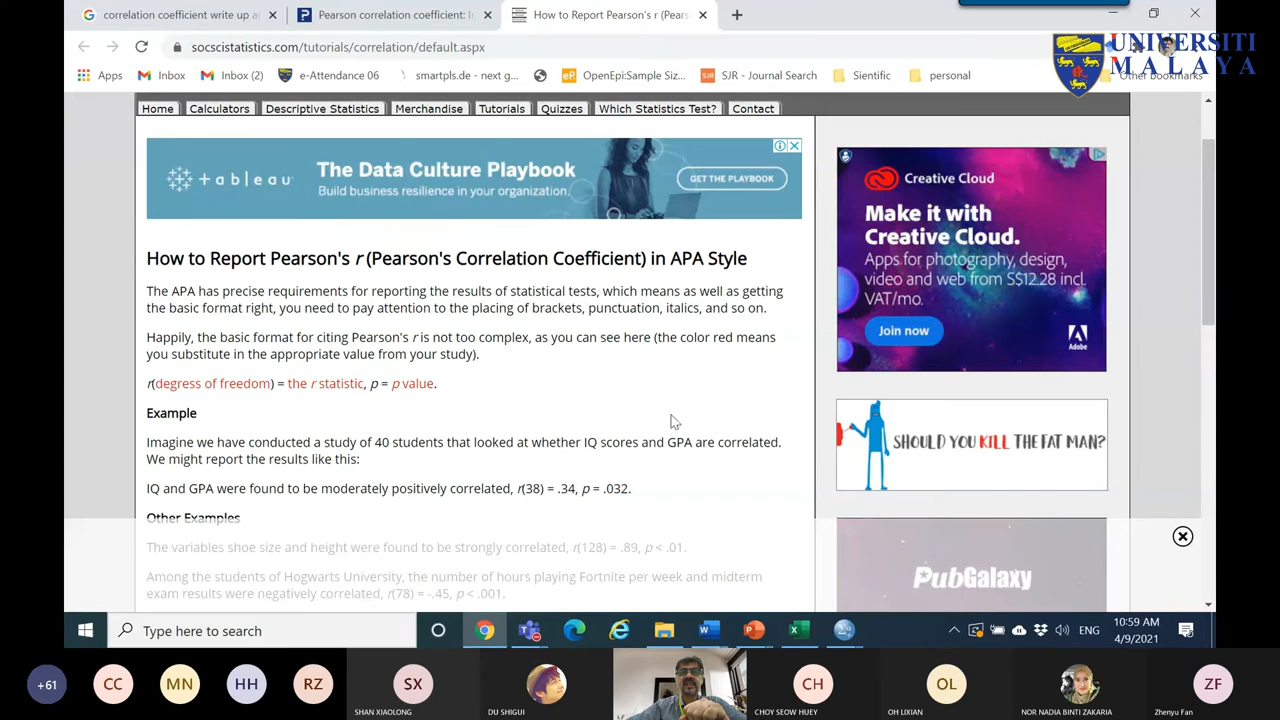 correlation coefficient write up a
Pearson correlation coefficient: I
How to Report Pearson's r (Pears
UNIVERSITI
MALAYA
socscistatistics.com/tutorials/correlation/default.aspx
Apps
Inbox
Inbox (2)
e-Attendance 06
smartpls.de - next g...
OpenEpi:Sample Siz...
SJR - Journal Search
Sientific
personal
Other bookmarks
Home
Calculators
Descriptive Statistics
Merchandise
Tutorials
Quizzes
Which Statistics Test?
Contact
+ a b l e a u
The Data Culture Playbook
Build business resilience in your organization.
GET THE PLAYBOOK
Creative Cloud
Make it with
Creative Cloud.
Apps for photography, design,
video and web from S$12.28 incl.
VAT/mo.
Join now
Adobe
How to Report Pearson's r (Pearson's Correlation Coefficient) in APA Style
The APA has precise requirements for reporting the results of statistical tests, which means as well as getting
the basic format right, you need to pay attention to the placing of brackets, punctuation, italics, and so on.
Happily, the basic format for citing Pearson's r is not too complex, as you can see here (the color red means
you substitute in the appropriate value from your study).
r(degress of freedom) = the r statistic, p = p value.
Example
Imagine we have conducted a study of 40 students that looked at whether IQ scores and GPA are correlated.
We might report the results like this:
IQ and GPA were found to be moderately positively correlated, r(38) = .34, p = .032.
Other Examples
The variables shoe size and height were found to be strongly correlated, r(128) = .89, p < .01.
Among the students of Hogwarts University, the number of hours playing Fortnite per week and midterm
exam results were negatively correlated, r(78) = -.45, p < .001.
SHOULD YOU KILL THE FAT MAN?
PUBGALAXY
Type here to search
ENG
10:59 AM
4/9/2021
+61
CC
MN
HH
RZ
SX
SHAN XIAOLONG
DU SHIGUI
CH
CHOY SEOW HUEY
OL
OH LIXIAN
NOR NADIA BINTI ZAKARIA
ZF
Zhenyu Fan